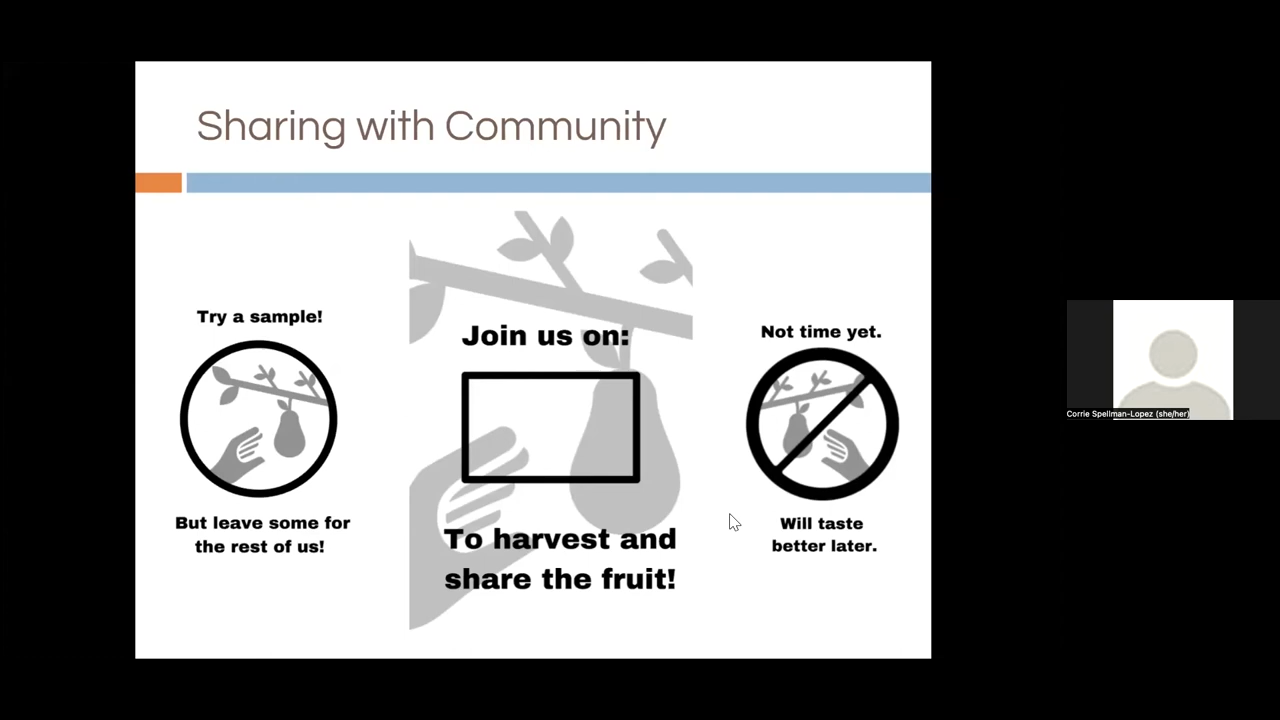 Sharing with Community
Try a sample!
But leave some for
the rest of us!
Join us on:
To harvest and
share the fruit!
Not time yet.
Will taste
better later.
Corrie Spellman-Lopez (she/her)